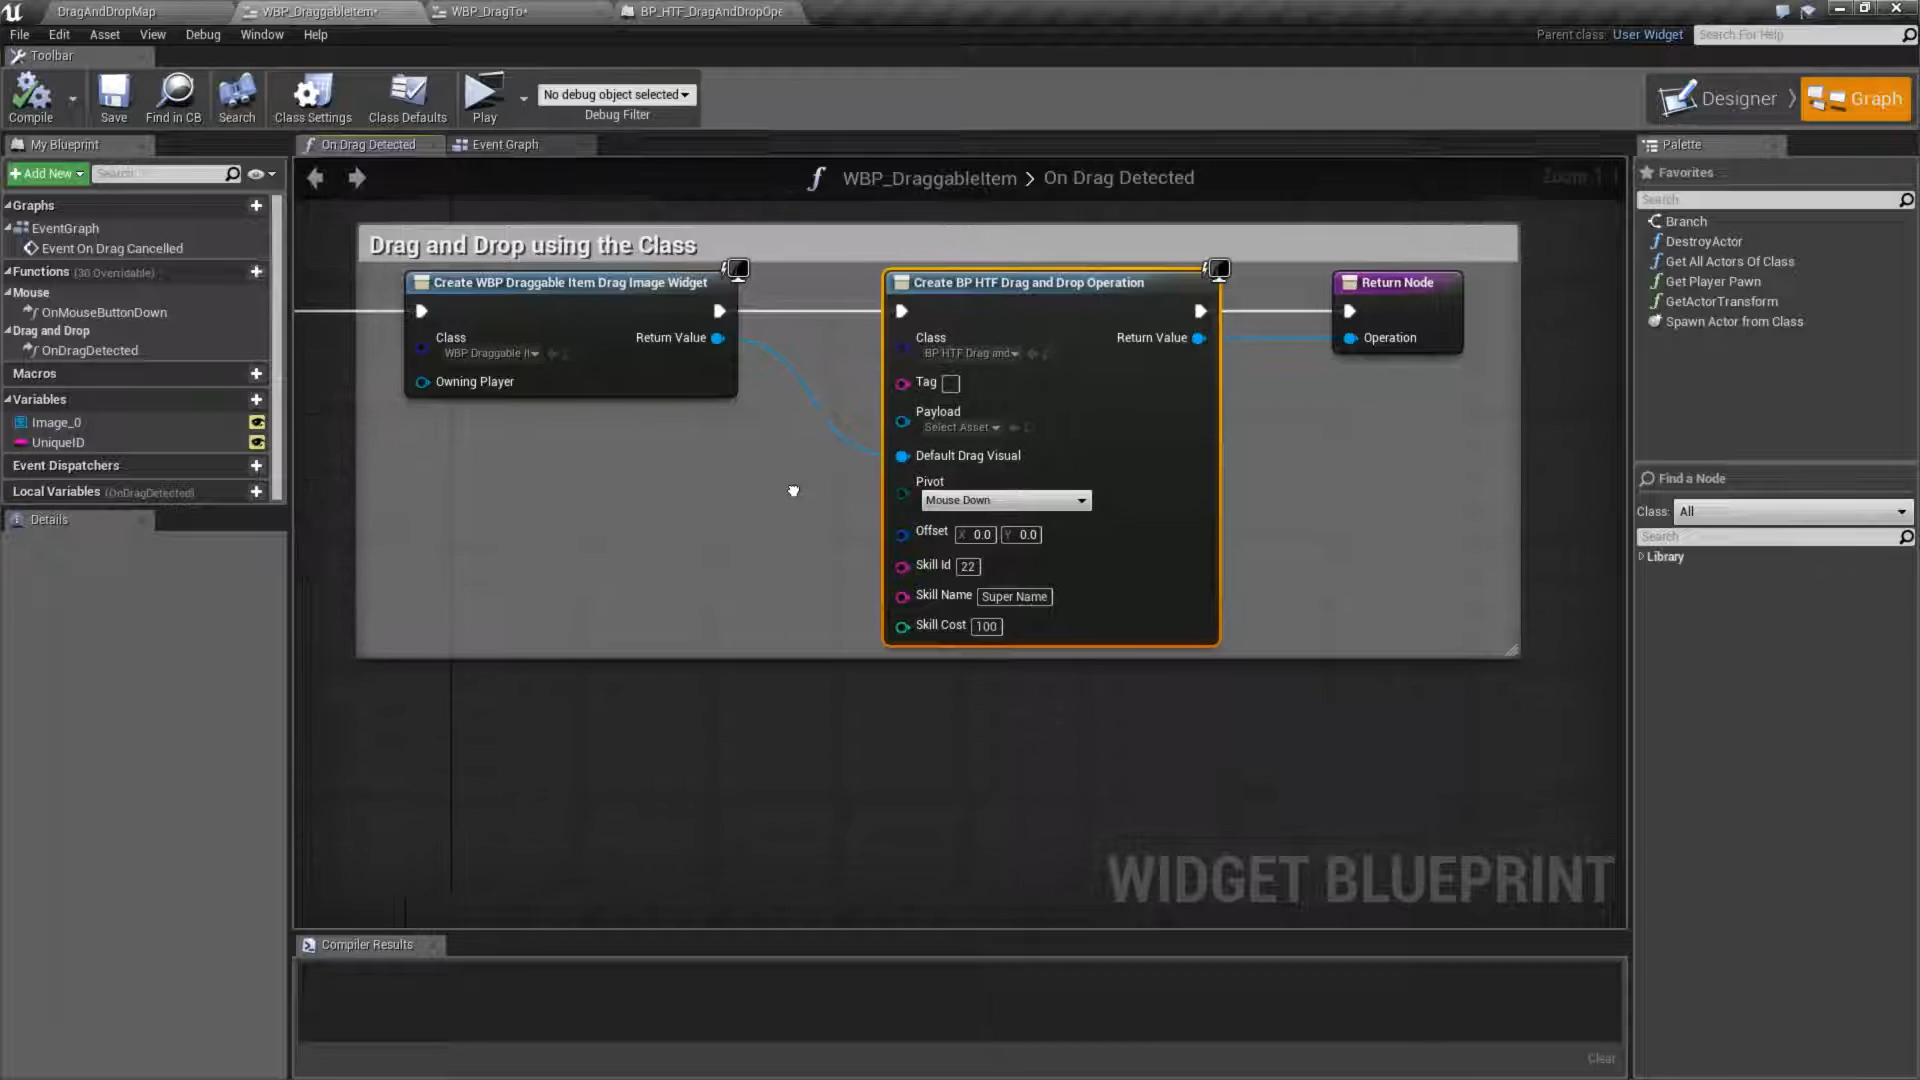 DragAndDropMap
WBP_DraggableItem*
WBP_DragTo*
BP_HTF_DragAndDropOpe
File Edit Asset View Debug Window Help
Parent class: User Widget
Search For Help
Toolbar
Compile
Save
Find in CB
Search
Class Settings
Class Defaults
Play
No debug object selected
Debug Filter
Designer
Graph
My Blueprint
On Drag Detected
Event Graph
Palette
Add New
Search
WBP_DraggableItem > On Drag Detected
Zoom 1:1
Favorites
Search
Branch
DestroyActor
Get All Actors Of Class
Get Player Pawn
GetActorTransform
Spawn Actor from Class
Graphs
EventGraph
Event On Drag Cancelled
Functions (36 Overridable)
Mouse
OnMouseButtonDown
Drag and Drop
OnDragDetected
Macros
Variables
Image_0
UniqueID
Event Dispatchers
Local Variables (OnDragDetected)
Details
Drag and Drop using the Class
Create WBP Draggable Item Drag Image Widget
Class
WBP Draggable It
Return Value
Owning Player
Create BP HTF Drag and Drop Operation
Class
BP HTF Drag and
Return Value
Tag
Payload
Select Asset
Default Drag Visual
Pivot
Mouse Down
Offset X 0.0 Y 0.0
Skill Id 22
Skill Name Super Name
Skill Cost 100
Return Node
Operation
Find a Node
Class: All
Search
Library
WIDGET BLUEPRINT
Compiler Results
Clear